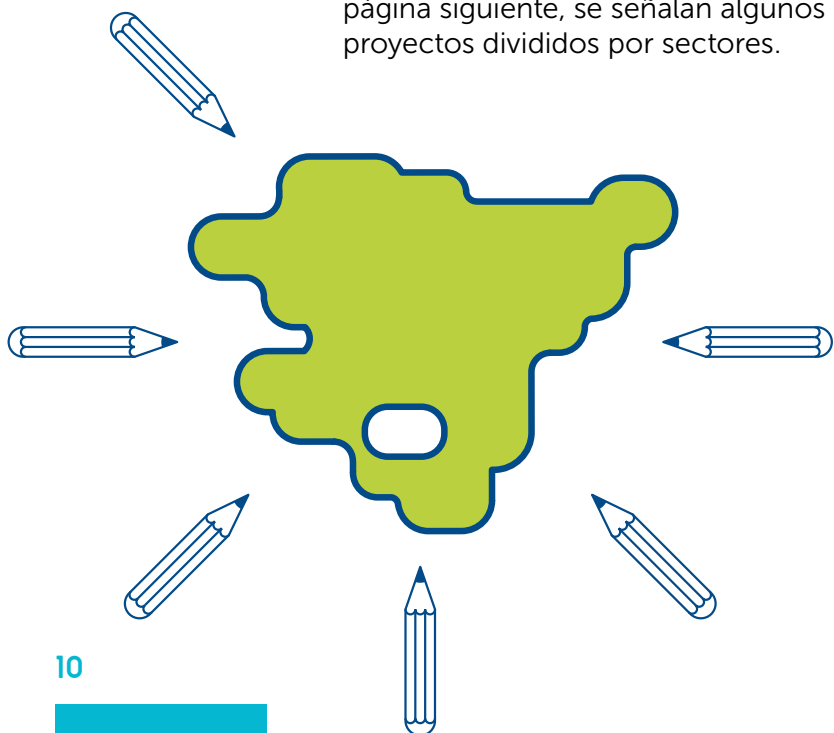 página siguiente, se señalan algunos
proyectos divididos por sectores.
10